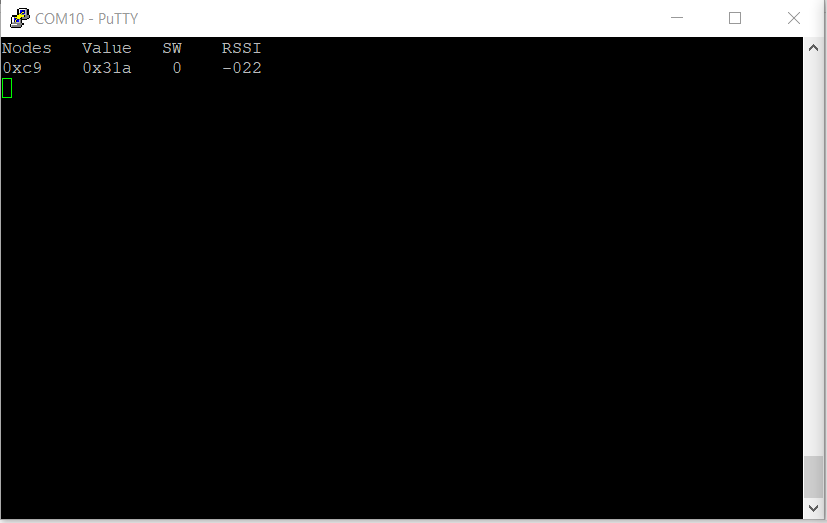 COM10 - PuTTY
Nodes   Value   SW    RSSI
0xc9    0x31a    0    -022